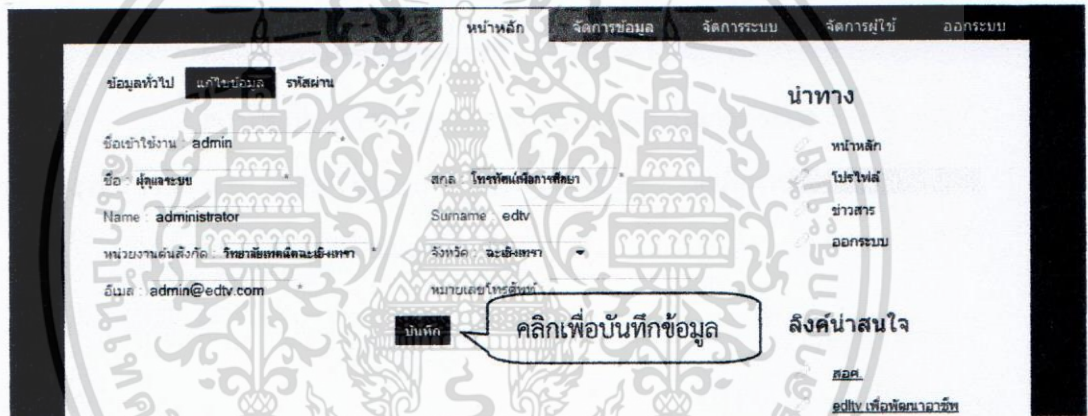 หน้าหลัก จัดการข้อมูล จัดการระบบ จัดการผู้ใช้ ออกระบบ
ข้อมูลทั่วไป แก้ไขข้อมูล รหัสผ่าน
ชื่อเข้าใช้งาน : admin *
ชื่อ : ผู้ดูแลระบบ * สกุล : โทรทัศน์เพื่อการศึกษา *
Name : administrator Surname : edtv
หน่วยงานต้นสังกัด : วิทยาลัยเทคนิคฉะเชิงเทรา * จังหวัด : ฉะเชิงเทรา
อีเมล : admin@edtv.com * หมายเลขโทรศัพท์ :
บันทึก
คลิกเพื่อบันทึกข้อมูล
นำทาง
หน้าหลัก
โปรไฟล์
ข่าวสาร
ออกระบบ
ลิงค์น่าสนใจ
สอศ.
edltv เพื่อพัฒนาอาชีพ